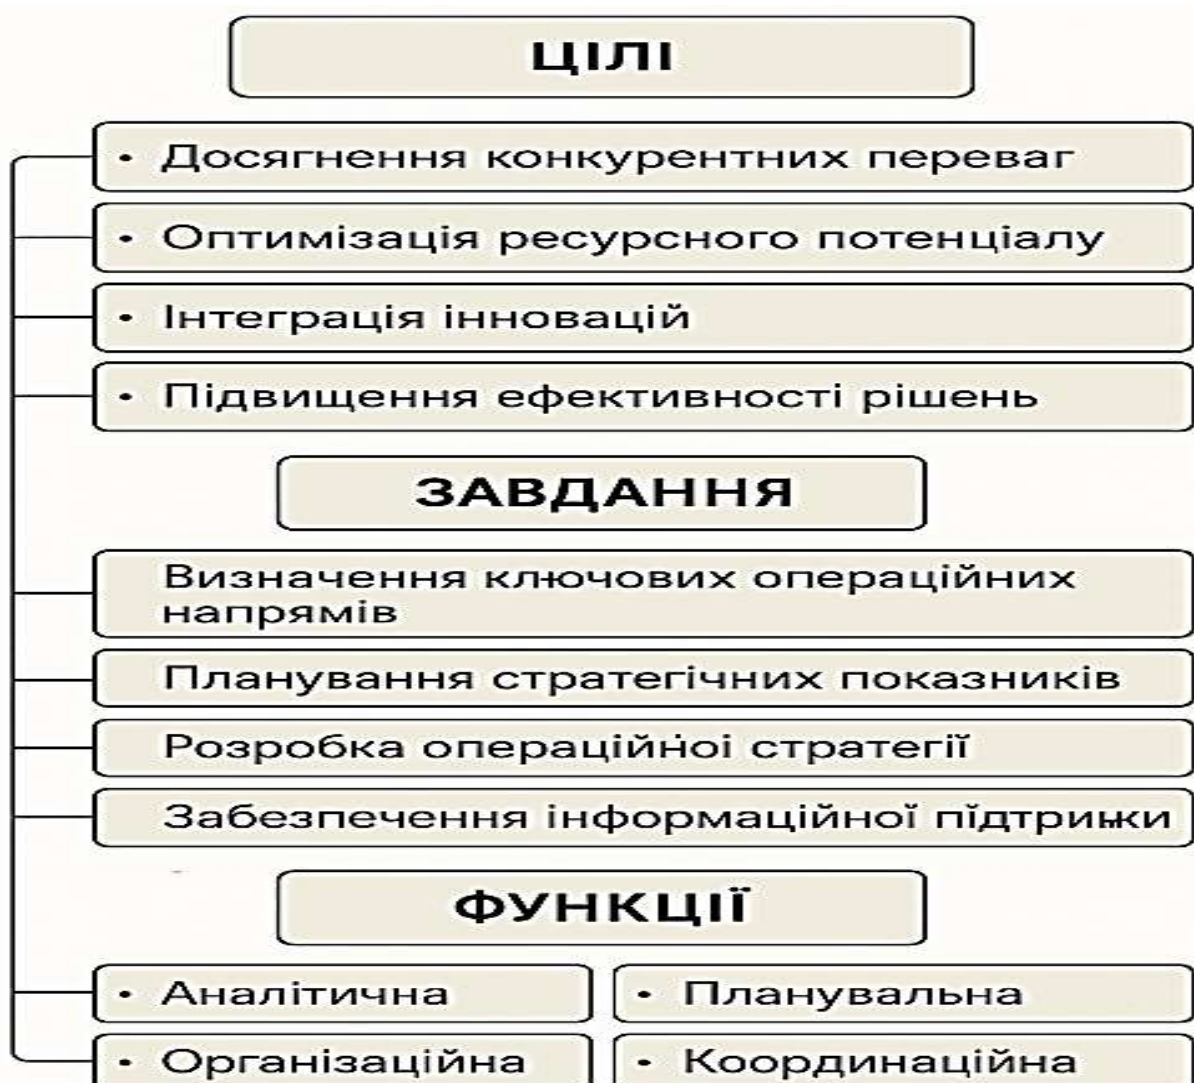 ЦІЛІ
• Досягнення конкурентних переваг
• Оптимізація ресурсного потенціалу
• Інтеграція інновацій
• Підвищення ефективності рішень
ЗАВДАННЯ
Визначення ключових операційних
напрямів
Планування стратегічних показників
Розробка операційноі стратегії
Забезпечення інформаційної підтримки
ФУНКЦІЇ
• Аналітична • Планувальна
• Організаційна • Координаційна